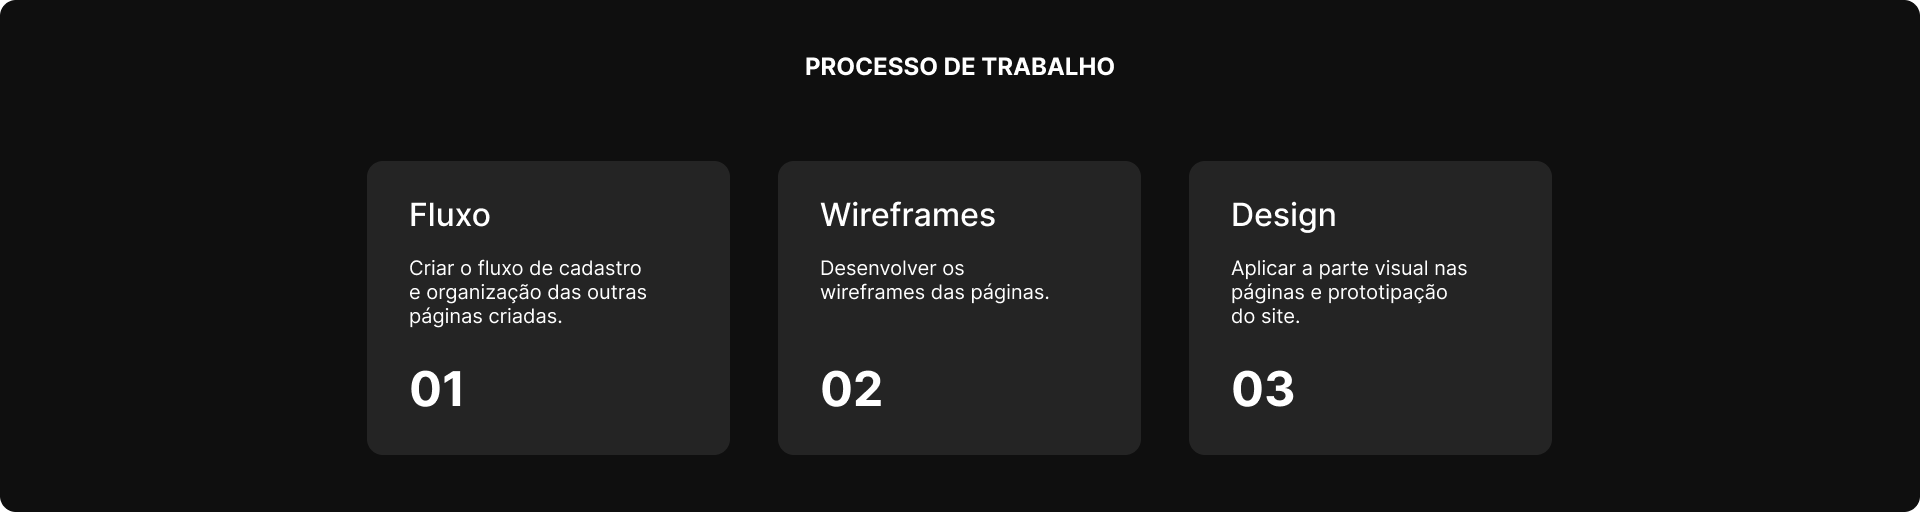 PROCESSO DE TRABALHO
Fluxo
Criar o fluxo de cadastro
e organização das outras
páginas criadas.
01
Wireframes
Desenvolver os
wireframes das páginas.
02
Design
Aplicar a parte visual nas
páginas e prototipação
do site.
03